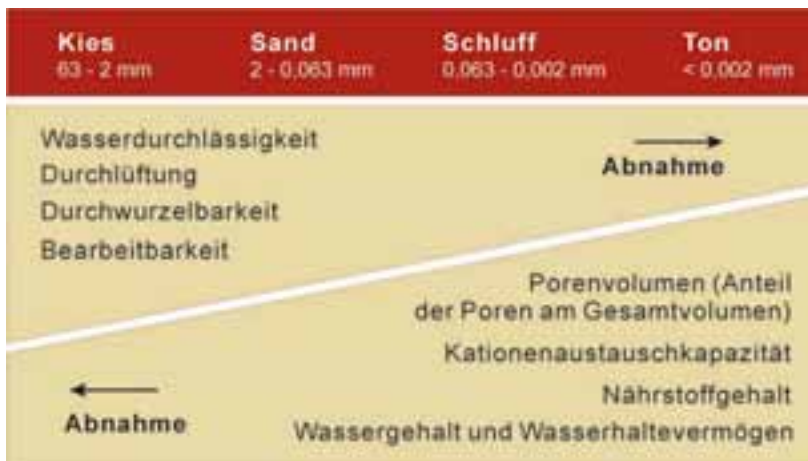 Kies Sand Schluff Ton
63 - 2 mm 2 - 0,063 mm 0,063 - 0,002 mm < 0,002 mm
Wasserdurchlässigkeit
Durchlüftung
Durchwurzelbarkeit
Bearbeitbarkeit
Abnahme
Porenvolumen (Anteil
der Poren am Gesamtvolumen)
Kationenaustauschkapazität
Nährstoffgehalt
Wassergehalt und Wasserhaltevermögen
Abnahme